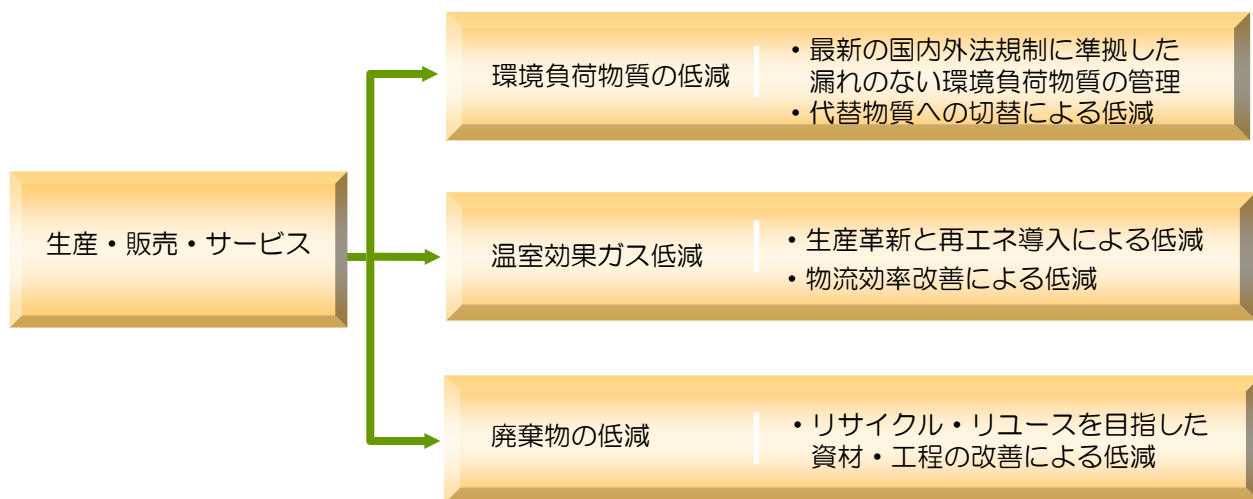 生産・販売・サービス
環境負荷物質の低減
・最新の国内外法規制に準拠した
漏れのない環境負荷物質の管理
・代替物質への切替による低減
温室効果ガス低減
・生産革新と再エネ導入による低減
・物流効率改善による低減
廃棄物の低減
・リサイクル・リユースを目指した
資材・工程の改善による低減